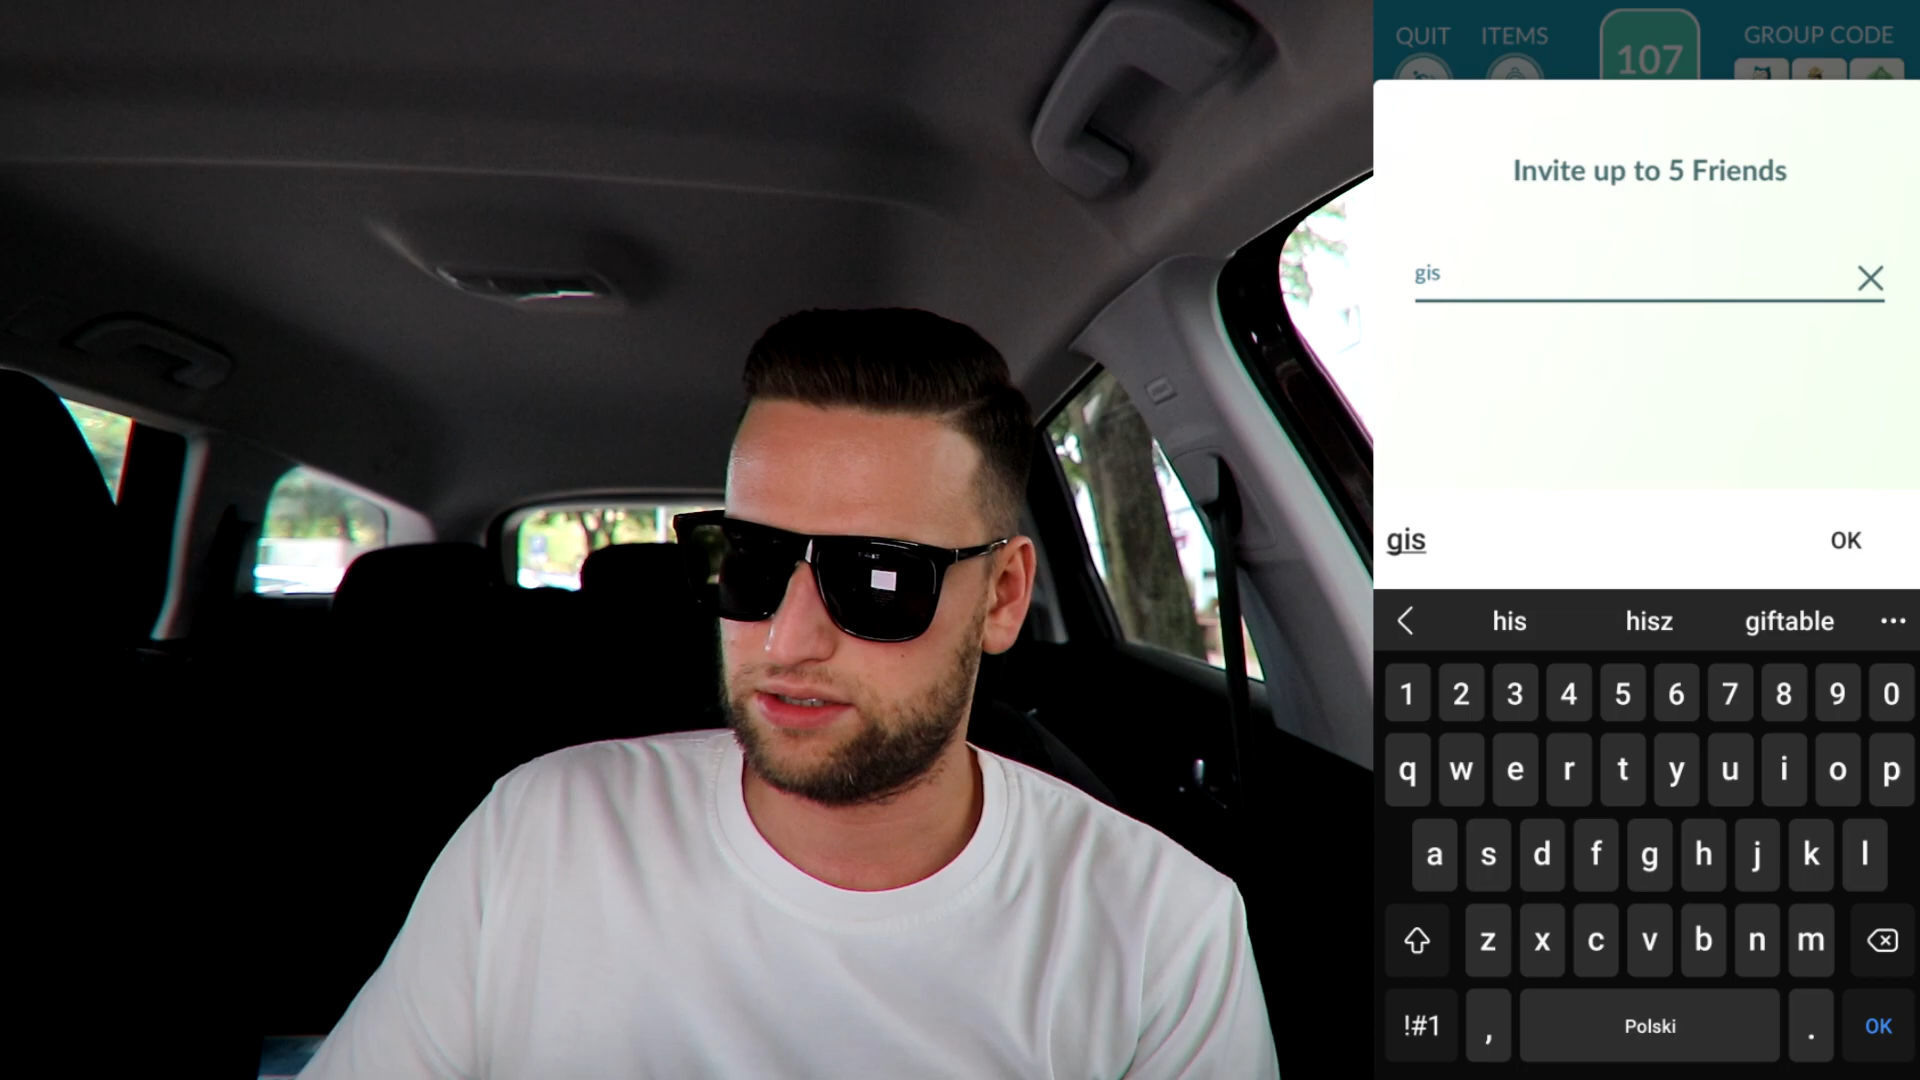 QUIT ITEMS 107 GROUP CODE
Invite up to 5 Friends
gis
gis OK
his hisz giftable
1 2 3 4 5 6 7 8 9 0
q w e r t y u i o p
a s d f g h j k l
z x c v b n m
!#1 , Polski . OK